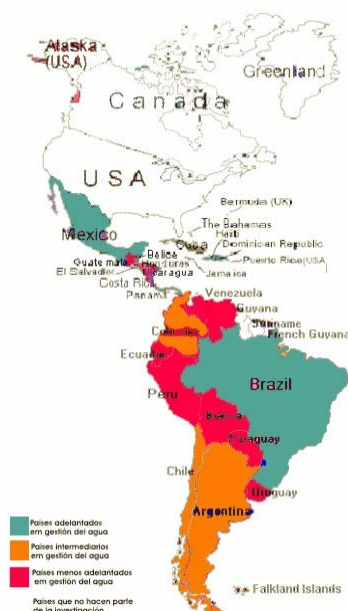 Alaska
(USA)
Greenland
Canada
USA
Bermuda (UK)
The Bahamas
Haiti
Cuba
Dominican Republic
Mexico
Belice
Puerto Rico (USA
Guatemala
Honduras
El Salvador
Nicaragua
Jamaica
Costa Rica
Panama
Venezuela
Guyana
Suriname
French Guyana
Colombia
Ecuador
Brazil
Peru
Bolivia
Paraguay
Chile
Uruguay
Argentina
Falkland Islands
Paises adelantados
em gestión del agua
Paises intermediarios
em gestión del agua
Paises menos adelantados
em gestión del agua
Paises que no hacen parte
de la investigación